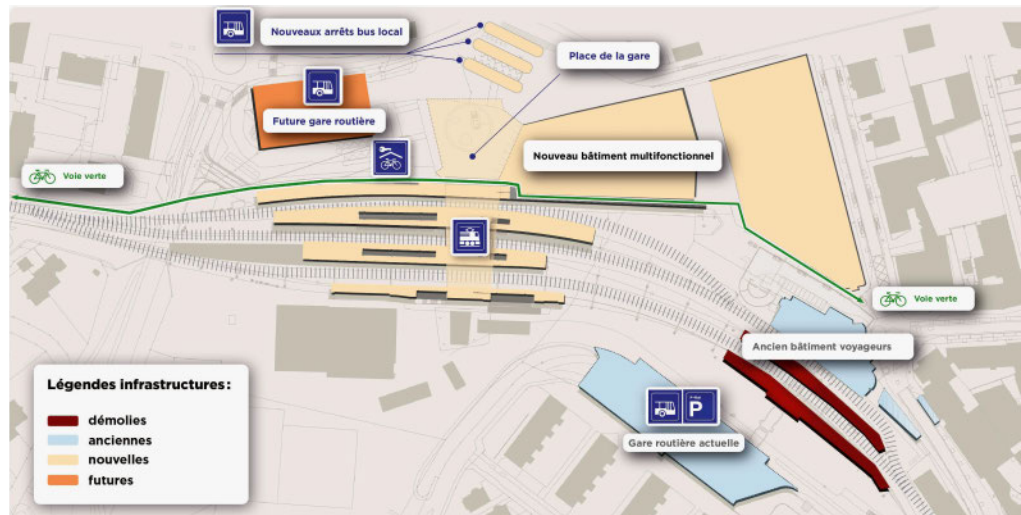 Nouveaux arrêts bus local
Place de la gare
Future gare routière
Nouveau bâtiment multifonctionnel
Voie verte
Voie verte
Ancien bâtiment voyageurs
P
Gare routière actuelle
Légendes infrastructures :
démolies
anciennes
nouvelles
futures